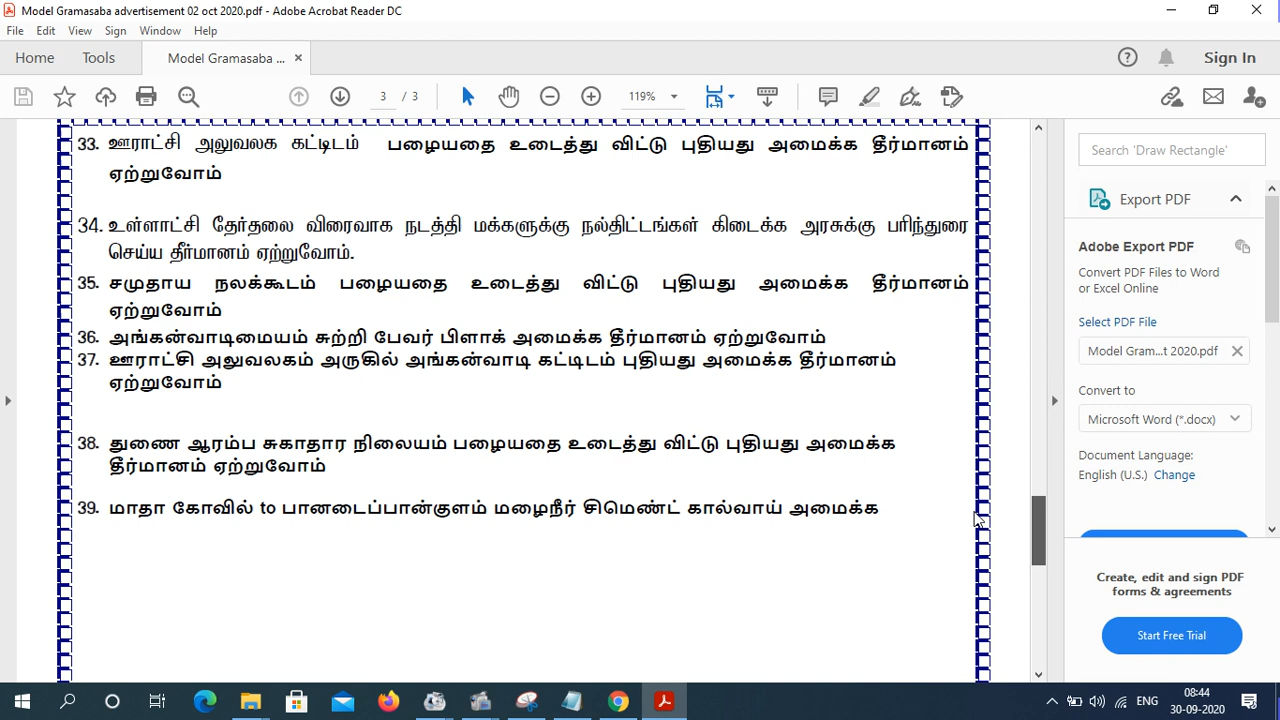 Model Gramasaba advertisement 02 oct 2020.pdf - Adobe Acrobat Reader DC
File Edit View Sign Window Help
Home Tools Model Gramasaba ... ×
Sign In
3 / 3 119%
33. ஊராட்சி அலுவலக கட்டிடம் பழையதை உடைத்து விட்டு புதியது அமைக்க தீர்மானம்
ஏற்றுவோம்
34. உள்ளாட்சி தேர்தலை விரைவாக நடத்தி மக்களுக்கு நல்திட்டங்கள் கிடைக்க அரசுக்கு பரிந்துரை
செய்ய தீர்மானம் ஏற்றுவோம்.
35. சமுதாய நலக்கூடம் பழையதை உடைத்து விட்டு புதியது அமைக்க தீர்மானம்
ஏற்றுவோம்
36. அங்கன்வாடிமையம் சுற்றி பேவர் பிளாக் அமைக்க தீர்மானம் ஏற்றுவோம்
37. ஊராட்சி அலுவலகம் அருகில் அங்கன்வாடி கட்டிடம் புதியது அமைக்க தீர்மானம்
ஏற்றுவோம்
38. துணை ஆரம்ப சுகாதார நிலையம் பழையதை உடைத்து விட்டு புதியது அமைக்க
தீர்மானம் ஏற்றுவோம்
39. மாதா கோவில் to பானடைப்பான்குளம் மழைநீர் சிமெண்ட் கால்வாய் அமைக்க
Search 'Draw Rectangle'
Export PDF
Adobe Export PDF
Convert PDF Files to Word
or Excel Online
Select PDF File
Model Gram...t 2020.pdf
Convert to
Microsoft Word (*.docx)
Document Language:
English (U.S.) Change
Create, edit and sign PDF
forms & agreements
Start Free Trial
ENG
08:44
30-09-2020